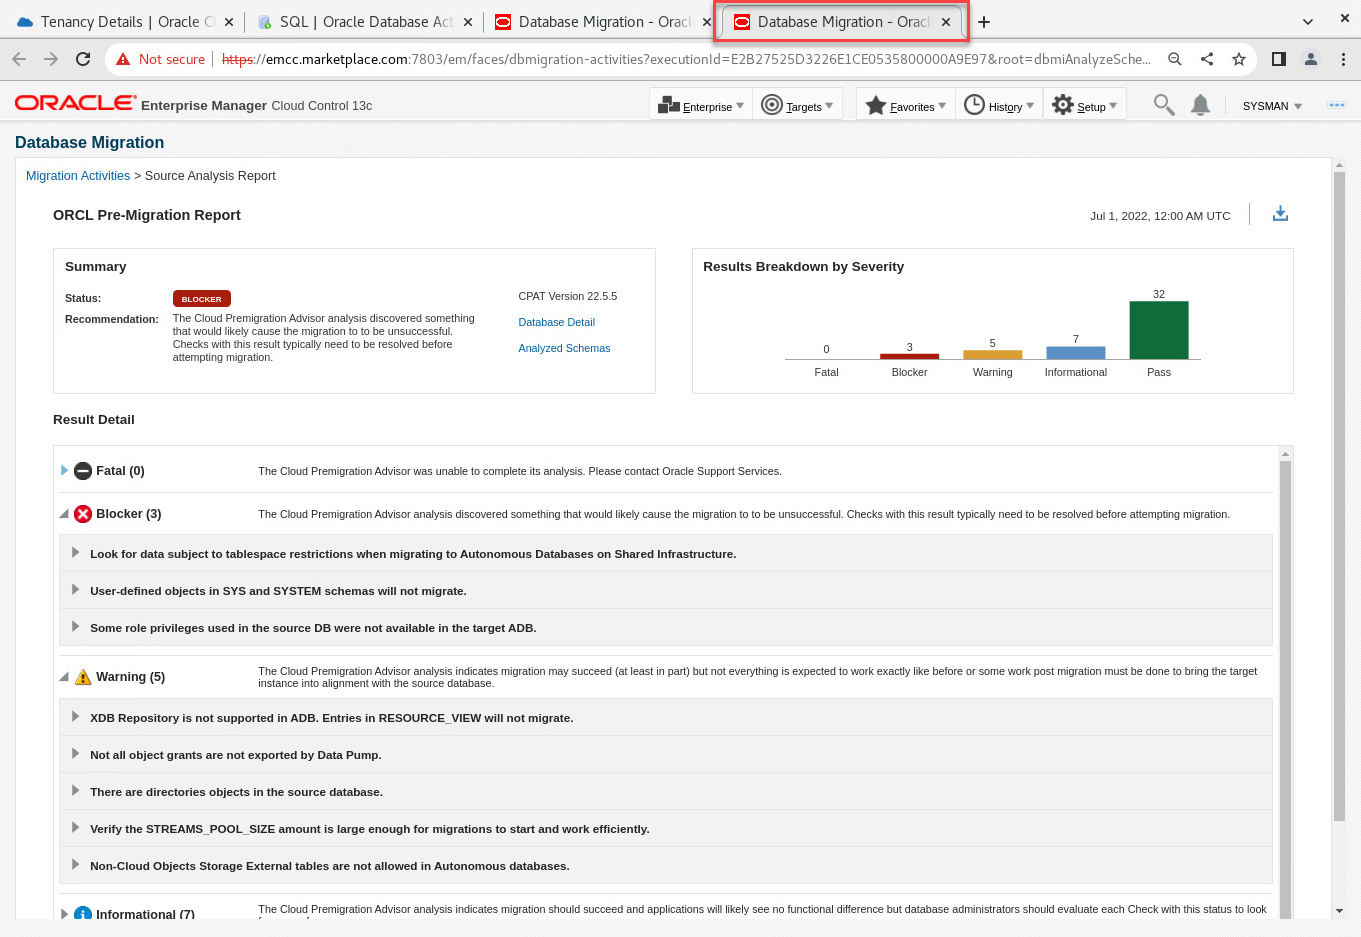 Tenancy Details | Oracle Cl
SQL | Oracle Database Act
Database Migration - Oracle
Database Migration - Oracle
Not secure
https://emcc.marketplace.com:7803/em/faces/dbmigration-activities?executionId=E2B27525D3226E1CE0535800000A9E97&root=dbmiAnalyzeSche...
ORACLE Enterprise Manager Cloud Control 13c
Enterprise
Targets
Favorites
History
Setup
SYSMAN
Database Migration
Migration Activities > Source Analysis Report
ORCL Pre-Migration Report
Jul 1, 2022, 12:00 AM UTC
Summary
Status:
BLOCKER
Recommendation:
The Cloud Premigration Advisor analysis discovered something
that would likely cause the migration to to be unsuccessful.
Checks with this result typically need to be resolved before
attempting migration.
CPAT Version 22.5.5
Database Detail
Analyzed Schemas
Results Breakdown by Severity
0
3
5
7
32
Fatal
Blocker
Warning
Informational
Pass
Result Detail
Fatal (0)
The Cloud Premigration Advisor was unable to complete its analysis. Please contact Oracle Support Services.
Blocker (3)
The Cloud Premigration Advisor analysis discovered something that would likely cause the migration to to be unsuccessful. Checks with this result typically need to be resolved before attempting migration.
Look for data subject to tablespace restrictions when migrating to Autonomous Databases on Shared Infrastructure.
User-defined objects in SYS and SYSTEM schemas will not migrate.
Some role privileges used in the source DB were not available in the target ADB.
Warning (5)
The Cloud Premigration Advisor analysis indicates migration may succeed (at least in part) but not everything is expected to work exactly like before or some work post migration must be done to bring the target
instance into alignment with the source database.
XDB Repository is not supported in ADB. Entries in RESOURCE_VIEW will not migrate.
Not all object grants are not exported by Data Pump.
There are directories objects in the source database.
Verify the STREAMS_POOL_SIZE amount is large enough for migrations to start and work efficiently.
Non-Cloud Objects Storage External tables are not allowed in Autonomous databases.
Informational (7)
The Cloud Premigration Advisor analysis indicates migration should succeed and applications will likely see no functional difference but database administrators should evaluate each Check with this status to look